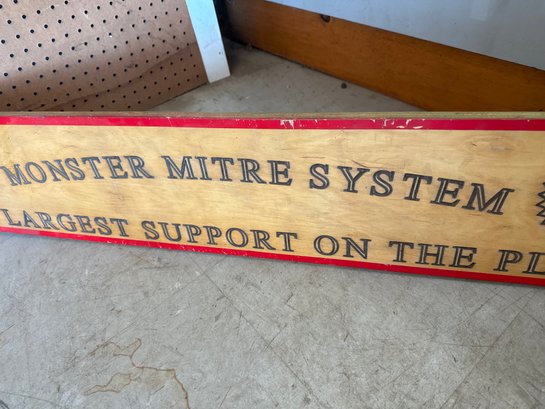 MONSTER MITRE SYSTEM
LARGEST SUPPORT ON THE